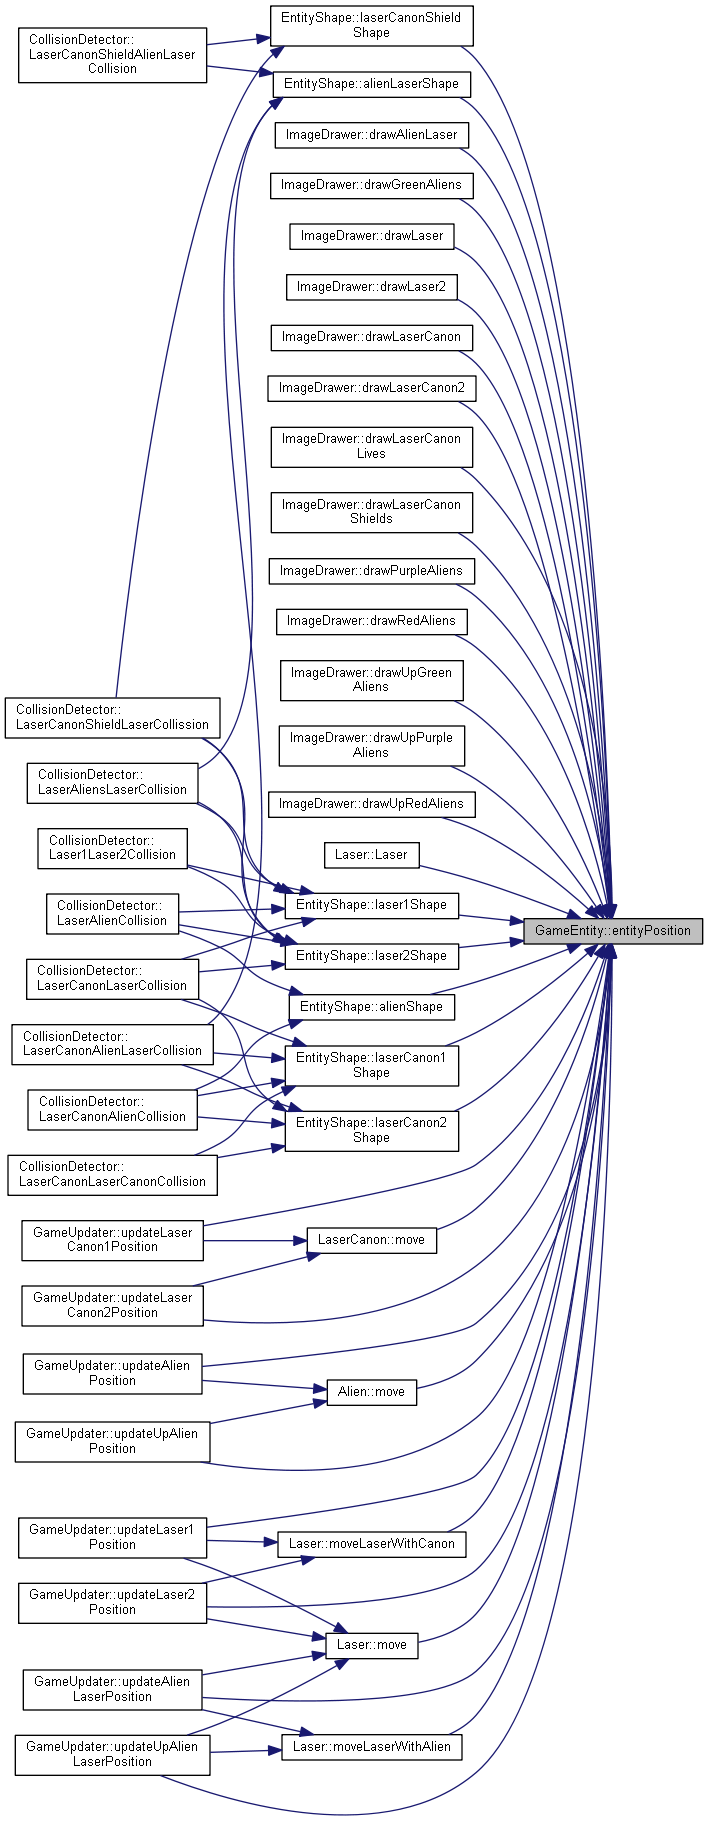 EntityShape::laserCanonShield
Shape
CollisionDetector::
LaserCanonShieldAlienLaser
Collision
EntityShape::alienLaserShape
ImageDrawer::drawAlienLaser
ImageDrawer::drawGreenAliens
ImageDrawer::drawLaser
ImageDrawer::drawLaser2
ImageDrawer::drawLaserCanon
ImageDrawer::drawLaserCanon2
ImageDrawer::drawLaserCanon
Lives
ImageDrawer::drawLaserCanon
Shields
ImageDrawer::drawPurpleAliens
ImageDrawer::drawRedAliens
ImageDrawer::drawUpGreen
Aliens
CollisionDetector::
LaserCanonShieldLaserCollission
ImageDrawer::drawUpPurple
Aliens
CollisionDetector::
LaserAliensLaserCollision
ImageDrawer::drawUpRedAliens
CollisionDetector::
Laser1Laser2Collision
Laser::Laser
EntityShape::laser1Shape
CollisionDetector::
LaserAlienCollision
GameEntity::entityPosition
EntityShape::laser2Shape
CollisionDetector::
LaserCanonLaserCollision
EntityShape::alienShape
CollisionDetector::
LaserCanonAlienLaserCollision
EntityShape::laserCanon1
Shape
CollisionDetector::
LaserCanonAlienCollision
EntityShape::laserCanon2
Shape
CollisionDetector::
LaserCanonLaserCanonCollision
GameUpdater::updateLaser
Canon1Position
LaserCanon::move
GameUpdater::updateLaser
Canon2Position
GameUpdater::updateAlien
Position
Alien::move
GameUpdater::updateUpAlien
Position
GameUpdater::updateLaser1
Position
Laser::moveLaserWithCanon
GameUpdater::updateLaser2
Position
Laser::move
GameUpdater::updateAlien
LaserPosition
Laser::moveLaserWithAlien
GameUpdater::updateUpAlien
LaserPosition